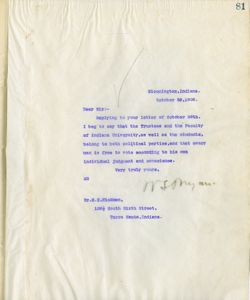 81
Bloomington, Indiana.
October 29, 1908.
Dear Sir:-
Replying to your letter of October 26th.
I beg to say that the Trustees and the Faculty
of Indiana University, as well as the students,
belong to both political parties, and that every
man is free to vote according to his own
individual judgment and conscience.
Very truly yours,
Mr.
South Sixth Street,
Terre Haute, Indiana.